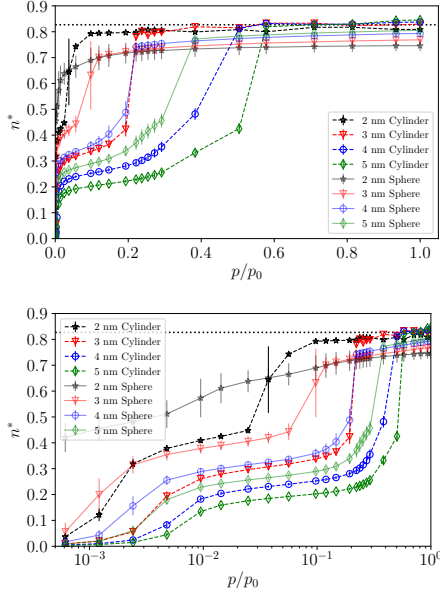 0.9
0.8
0.7
0.6
0.5
0.4
0.3
0.2
0.1
0.0
n*
0.0 0.2 0.4 0.6 0.8 1.0
p/p₀
2 nm Cylinder
3 nm Cylinder
4 nm Cylinder
5 nm Cylinder
2 nm Sphere
3 nm Sphere
4 nm Sphere
5 nm Sphere
0.9
0.8
0.7
0.6
0.5
0.4
0.3
0.2
0.1
0.0
n*
2 nm Cylinder
3 nm Cylinder
4 nm Cylinder
5 nm Cylinder
2 nm Sphere
3 nm Sphere
4 nm Sphere
5 nm Sphere
10⁻³ 10⁻² 10⁻¹ 10⁰
p/p₀